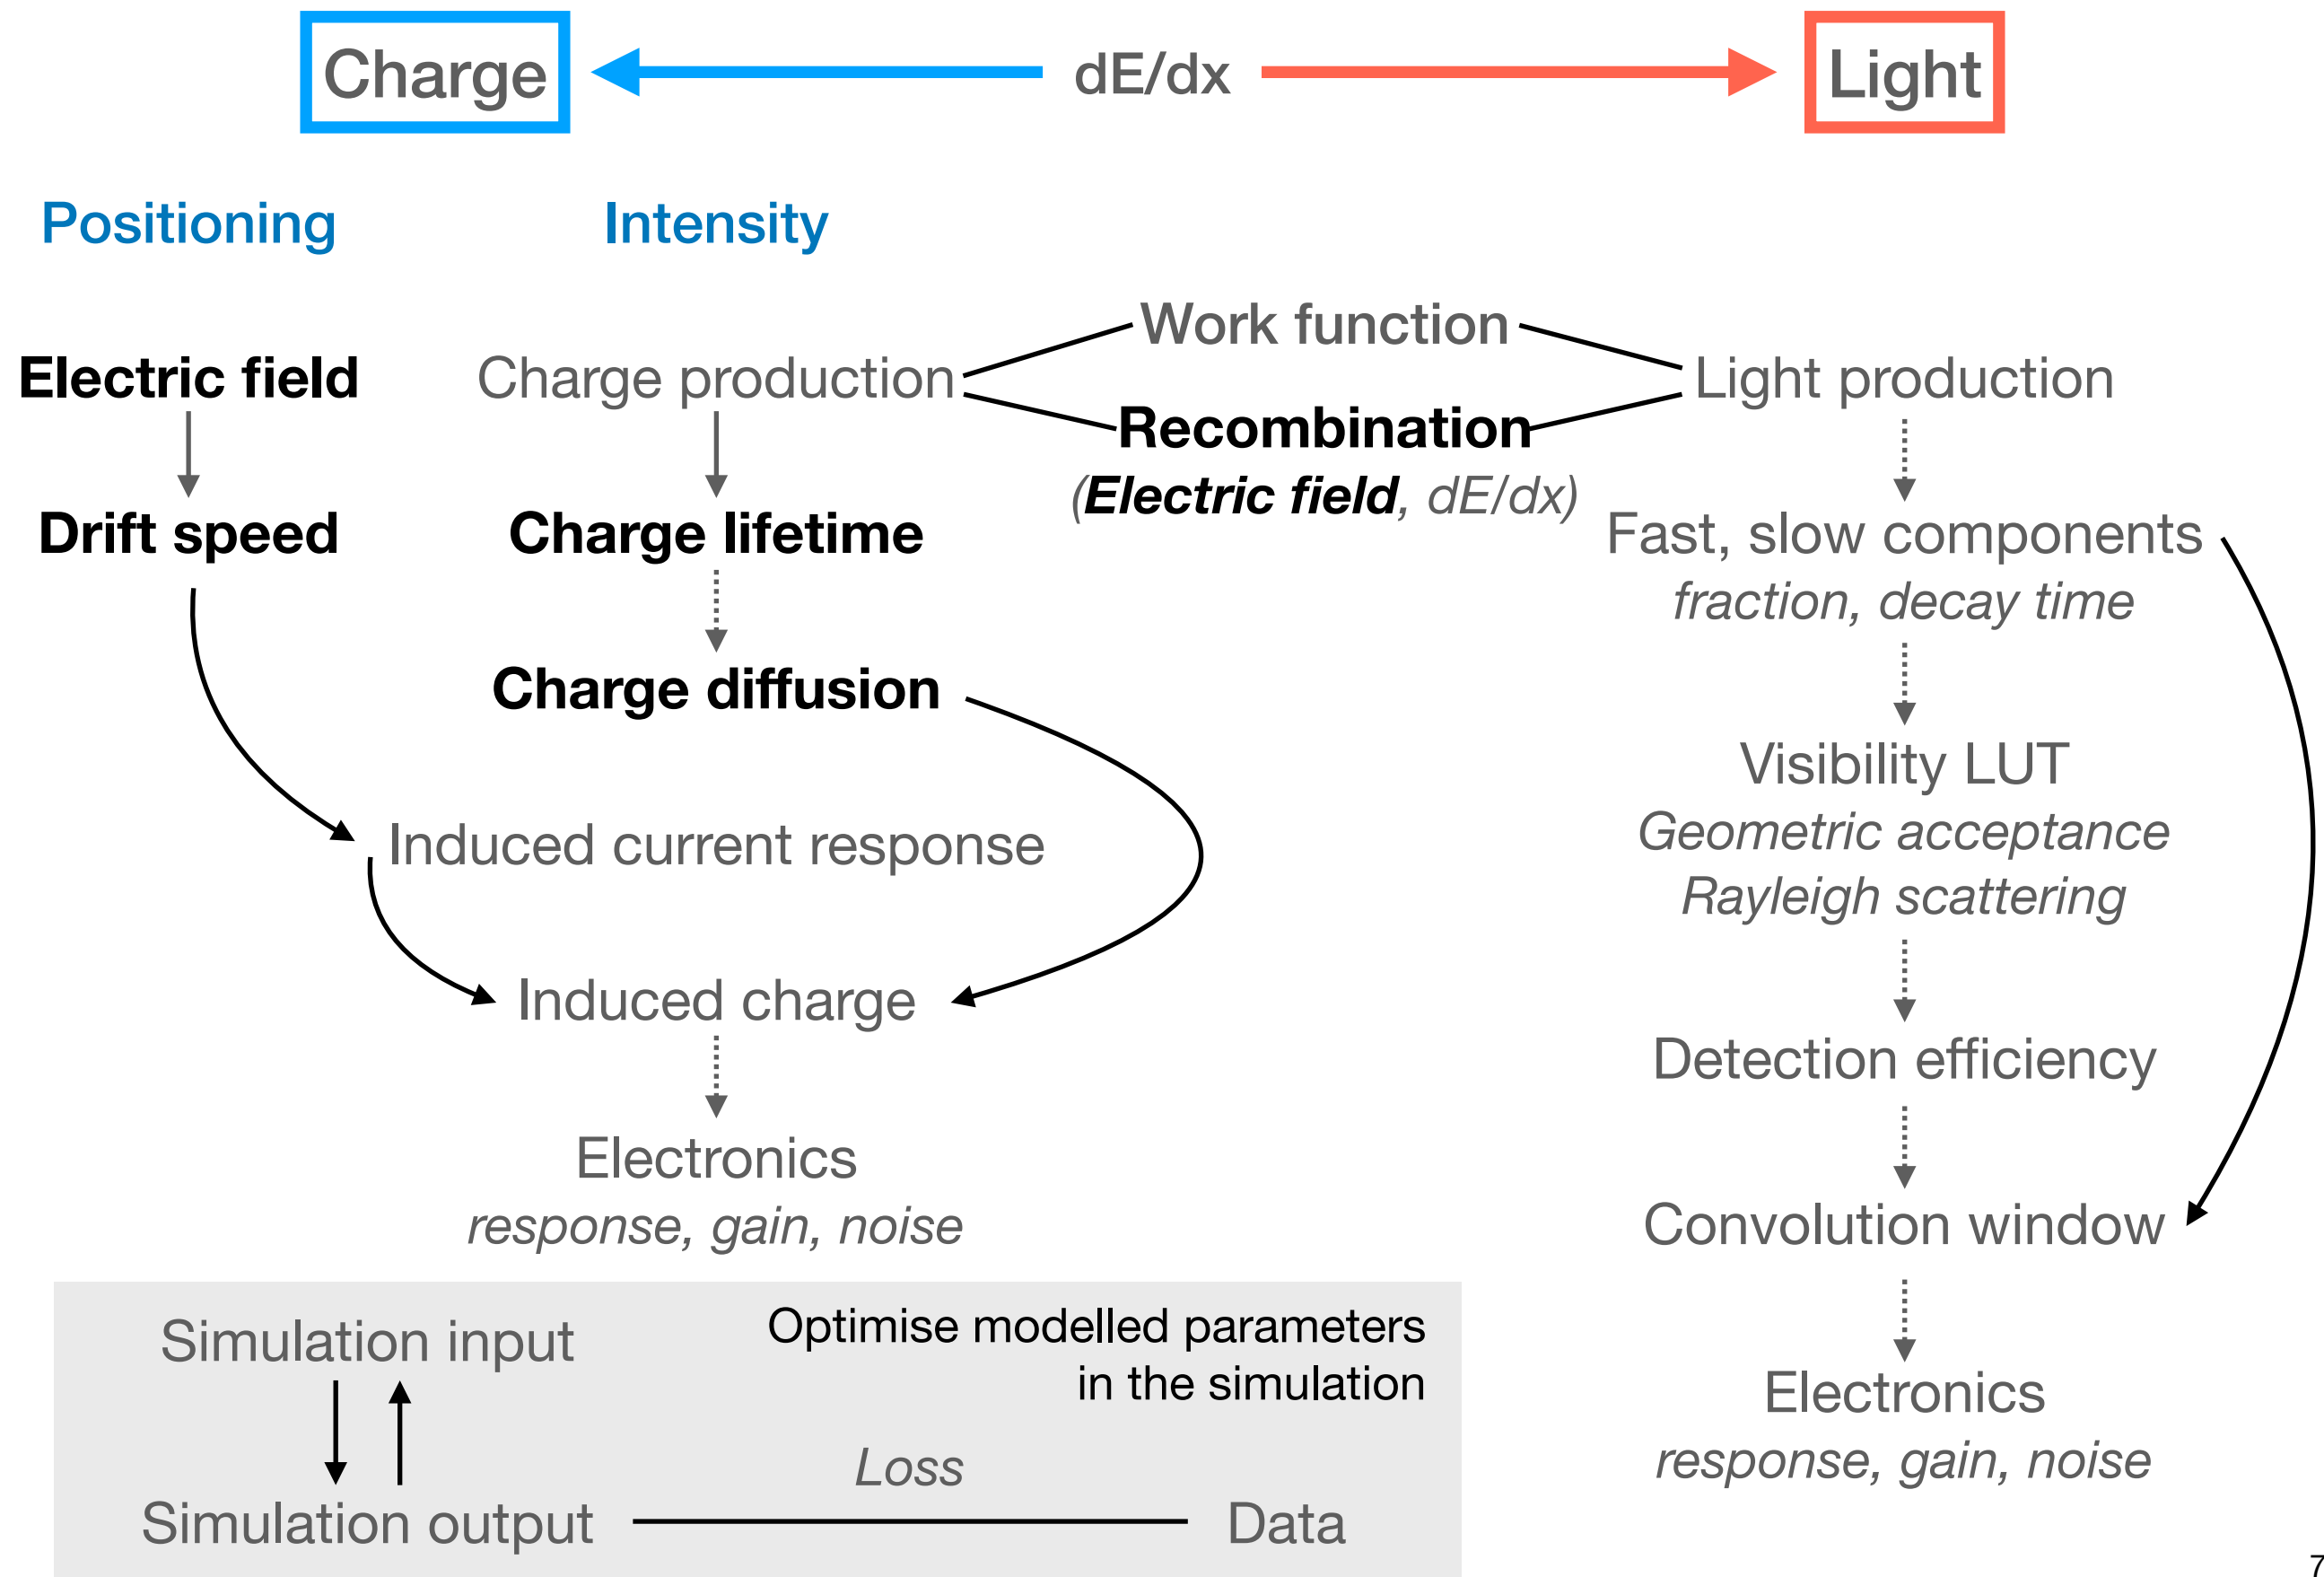 Charge
dE/dx
Light
Positioning
Intensity
Work function
Electric field
Charge production
Light production
Recombination
(Electric field, dE/dx)
Drift speed
Charge lifetime
Fast, slow components
fraction, decay time
Charge diffusion
Visibility LUT
Geometric acceptance
Rayleigh scattering
Induced current response
Induced charge
Detection efficiency
Electronics
response, gain, noise
Convolution window
Electronics
response, gain, noise
Simulation input
Optimise modelled parameters
in the simulation
Loss
Simulation output
Data
7